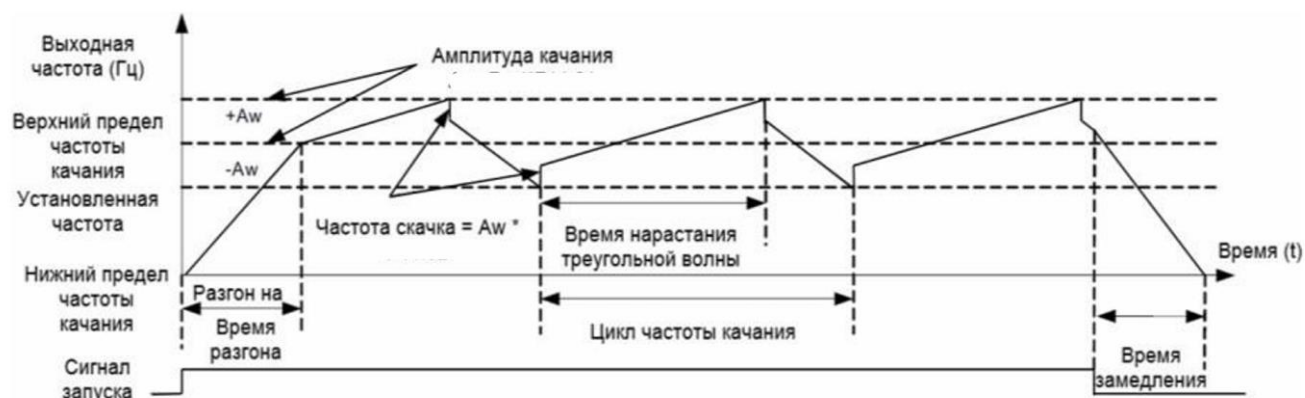 Выходная
частота (Гц)
Амплитуда качания
+Aw
Верхний предел
частоты
качания
-Aw
Установленная
частота
Частота скачка = Aw *
Время нарастания
треугольной волны
Время (t)
Нижний предел
частоты
качания
Разгон на
Время
разгона
Цикл частоты качания
Время
замедления
Сигнал
запуска